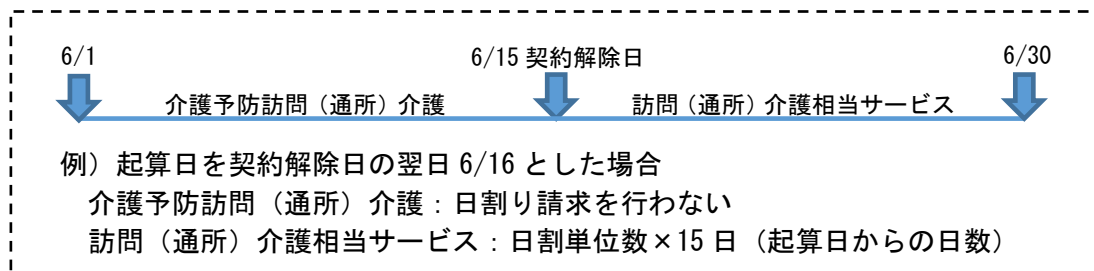 6/1 6/15 契約解除日 6/30
介護予防訪問（通所）介護 訪問（通所）介護相当サービス
例）起算日を契約解除日の翌日 6/16 とした場合
介護予防訪問（通所）介護：日割り請求を行わない
訪問（通所）介護相当サービス：日割単位数×15 日（起算日からの日数）